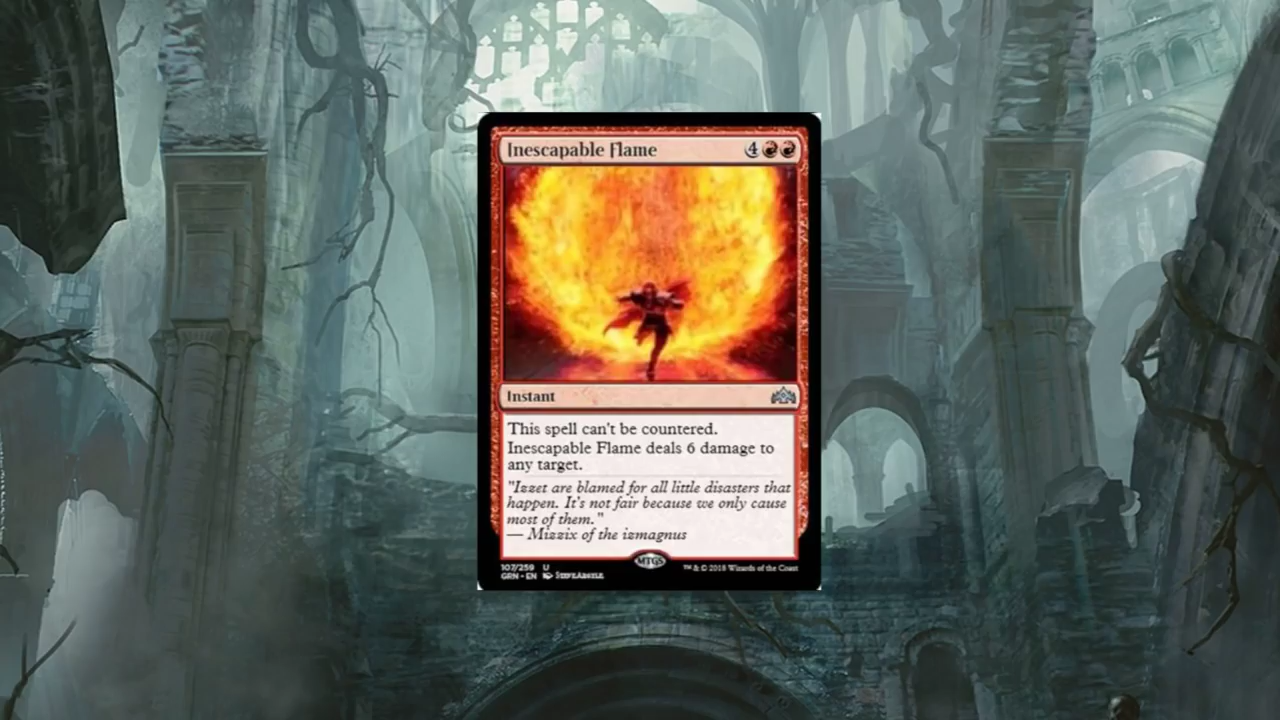 Inescapable Flame 4
Instant
This spell can't be countered.
Inescapable Flame deals 6 damage to
any target.
"Izzet are blamed for all little disasters that
happen. It's not fair because we only cause
most of them."
— Mizzix of the izmagnus
107/259 U
GRN • EN SteveArgyle
MTGS
™ & © 2018 Wizards of the Coast